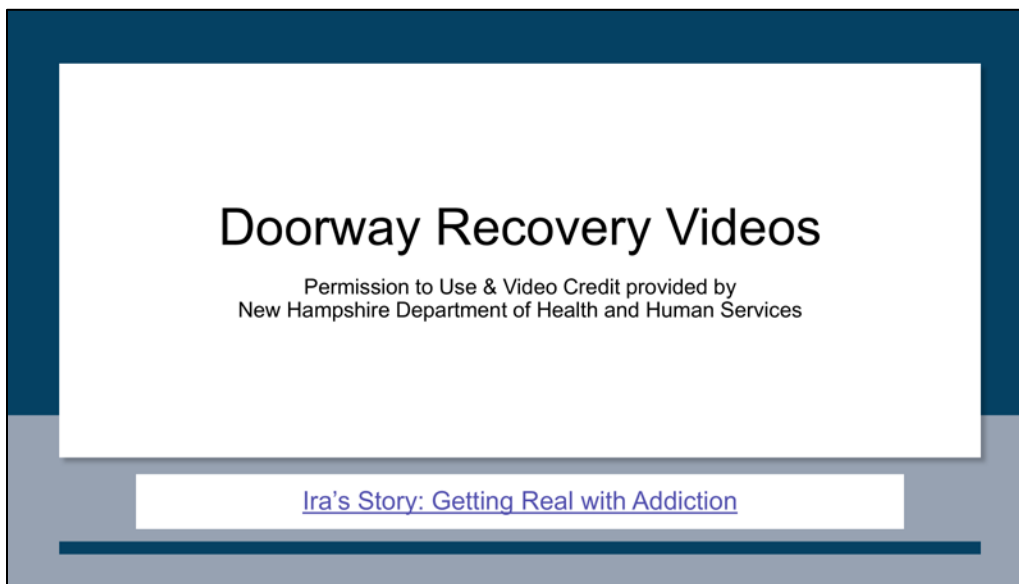 Doorway Recovery Videos
Permission to Use & Video Credit provided by
New Hampshire Department of Health and Human Services
Ira’s Story: Getting Real with Addiction